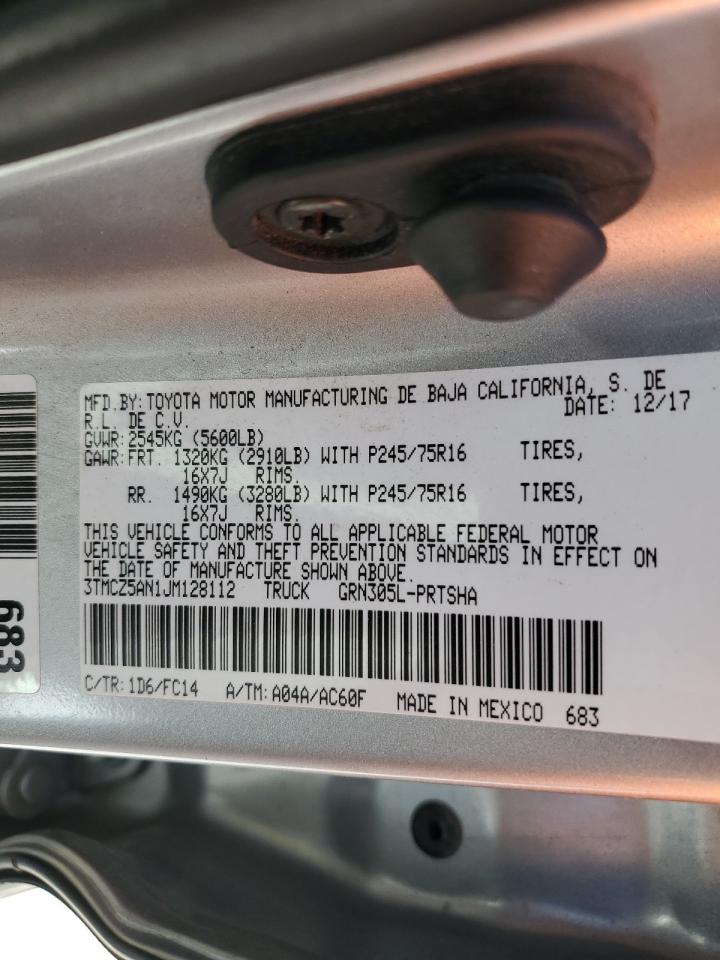 MFD.BY:TOYOTA MOTOR MANUFACTURING DE BAJA CALIFORNIA, S. DE
R.L. DE C.V. DATE: 12/17
GVWR:2545KG (5600LB)
GAWR:FRT. 1320KG (2910LB) WITH P245/75R16 TIRES,
16X7J RIMS.
RR. 1490KG (3280LB) WITH P245/75R16 TIRES,
16X7J RIMS.
THIS VEHICLE CONFORMS TO ALL APPLICABLE FEDERAL MOTOR
VEHICLE SAFETY AND THEFT PREVENTION STANDARDS IN EFFECT ON
THE DATE OF MANUFACTURE SHOWN ABOVE.
3TMCZ5AN1JM128112 TRUCK GRN305L-PRTSHA
C/TR:1D6/FC14 A/TM:A04A/AC60F MADE IN MEXICO 683
683